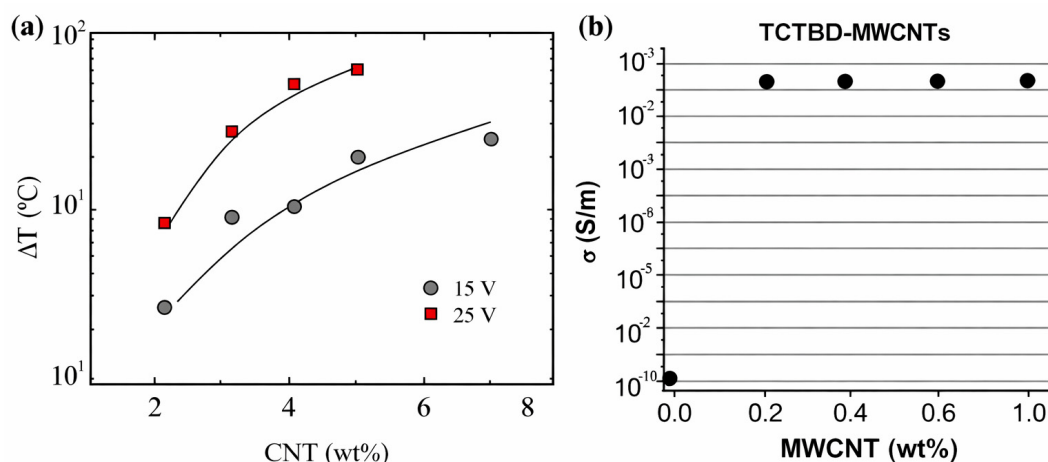 (a)
10²
10¹
10¹
ΔT (ºC)
2
4
6
8
CNT (wt%)
15 V
25 V
(b)
TCTBD-MWCNTs
10⁻³
10⁻²
10⁻³
10⁻⁸
10⁻⁵
10⁻²
10⁻¹⁰
σ (S/m)
0.0
0.2
0.4
0.6
1.0
MWCNT (wt%)